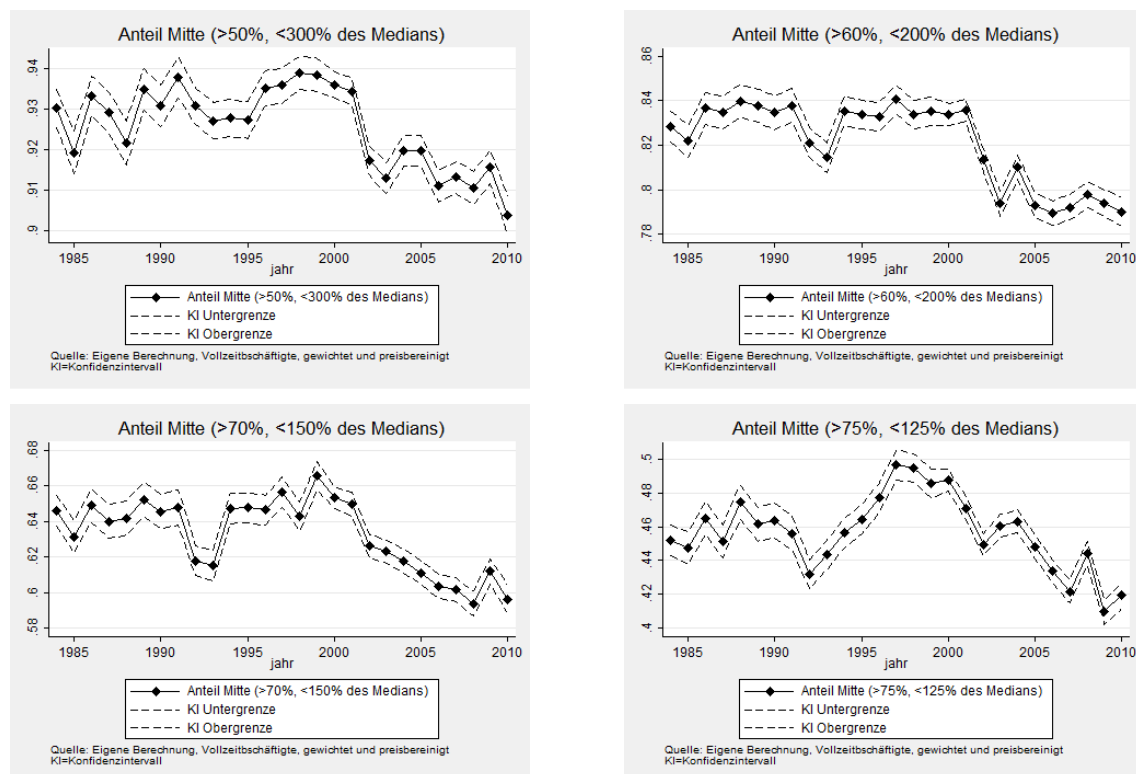 Anteil Mitte (>50%, <300% des Medians)
.94
.93
.92
.91
.9
1985 1990 1995 2000 2005 2010
jahr
Anteil Mitte (>50%, <300% des Medians)
KI Untergrenze
KI Obergrenze
Quelle: Eigene Berechnung, Vollzeitbschäftigte, gewichtet und preisbereinigt
KI=Konfidenzintervall
Anteil Mitte (>60%, <200% des Medians)
.86
.84
.82
.8
.78
1985 1990 1995 2000 2005 2010
jahr
Anteil Mitte (>60%, <200% des Medians)
KI Untergrenze
KI Obergrenze
Quelle: Eigene Berechnung, Vollzeitbschäftigte, gewichtet und preisbereinigt
KI=Konfidenzintervall
Anteil Mitte (>70%, <150% des Medians)
.68
.66
.64
.62
.6
.58
1985 1990 1995 2000 2005 2010
jahr
Anteil Mitte (>70%, <150% des Medians)
KI Untergrenze
KI Obergrenze
Quelle: Eigene Berechnung, Vollzeitbschäftigte, gewichtet und preisbereinigt
KI=Konfidenzintervall
Anteil Mitte (>75%, <125% des Medians)
.5
.48
.46
.44
.42
.4
1985 1990 1995 2000 2005 2010
jahr
Anteil Mitte (>75%, <125% des Medians)
KI Untergrenze
KI Obergrenze
Quelle: Eigene Berechnung, Vollzeitbschäftigte, gewichtet und preisbereinigt
KI=Konfidenzintervall